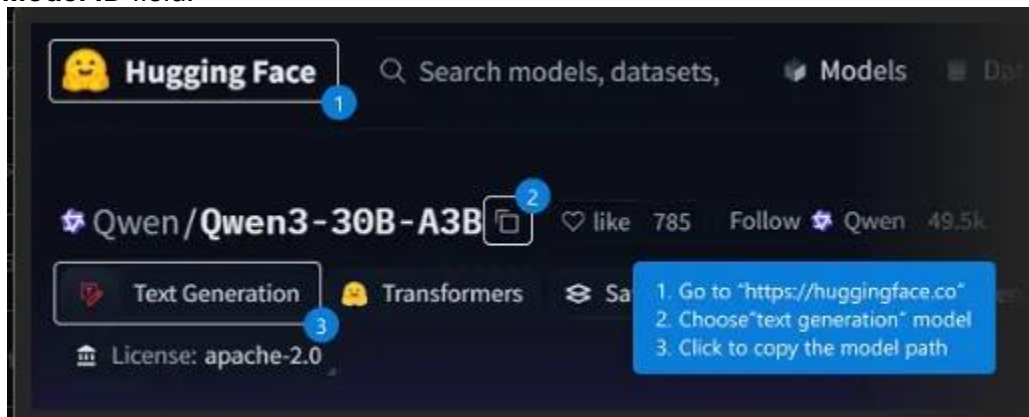 Hugging Face
Search models, datasets,
Models
1
Qwen/Qwen3-30B-A3B
2
like 785
Follow
Qwen 49.5k
Text Generation
Transformers
3
License: apache-2.0
1. Go to "https://huggingface.co"
2. Choose"text generation" model
3. Click to copy the model path